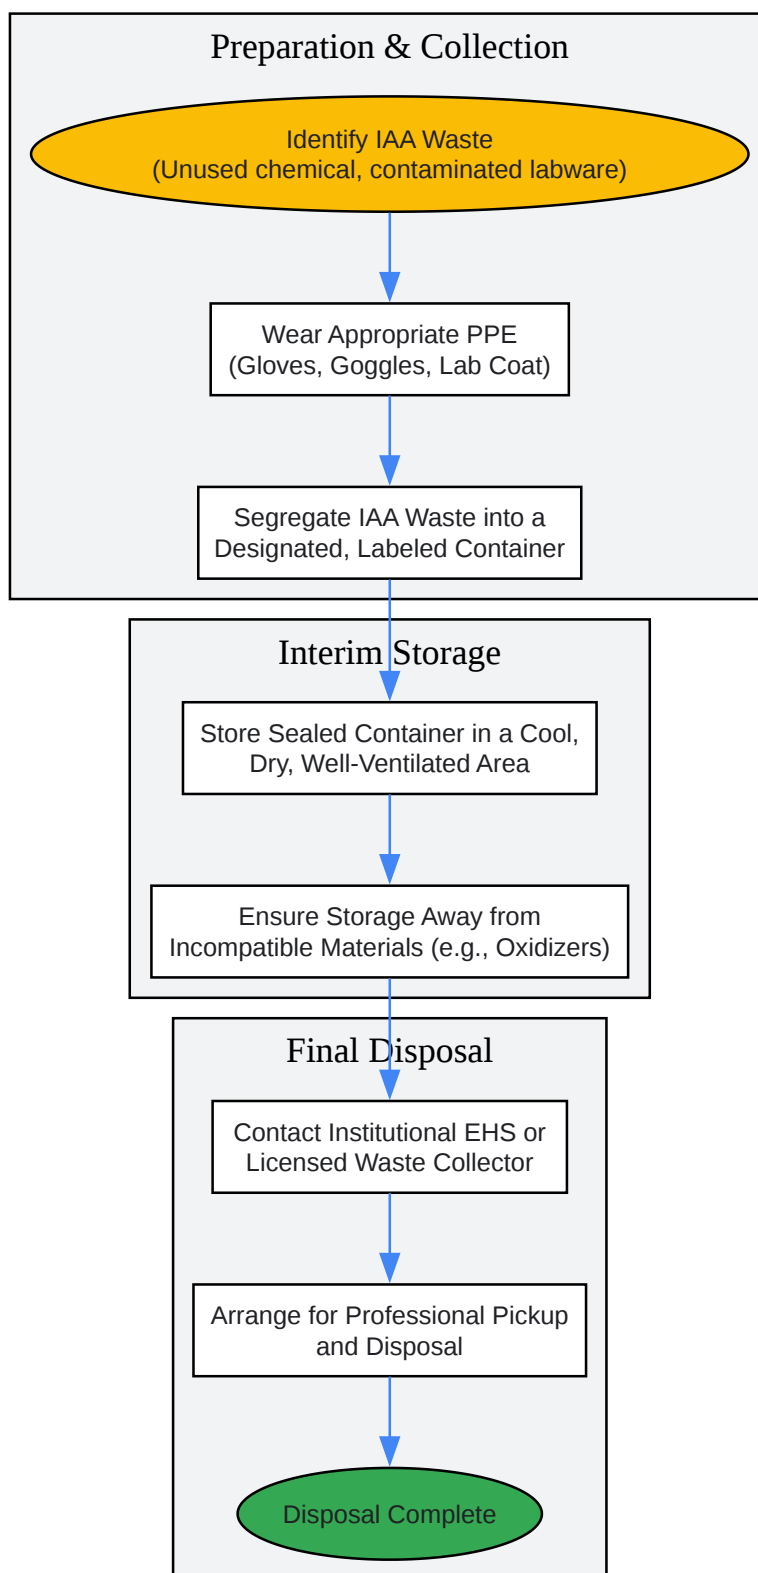 Preparation & Collection
Identify IAA Waste
(Unused chemical, contaminated labware)
Wear Appropriate PPE
(Gloves, Goggles, Lab Coat)
Segregate IAA Waste into a
Designated, Labeled Container
Interim Storage
Store Sealed Container in a Cool,
Dry, Well-Ventilated Area
Ensure Storage Away from
Incompatible Materials (e.g., Oxidizers)
Final Disposal
Contact Institutional EHS or
Licensed Waste Collector
Arrange for Professional Pickup
and Disposal
Disposal Complete